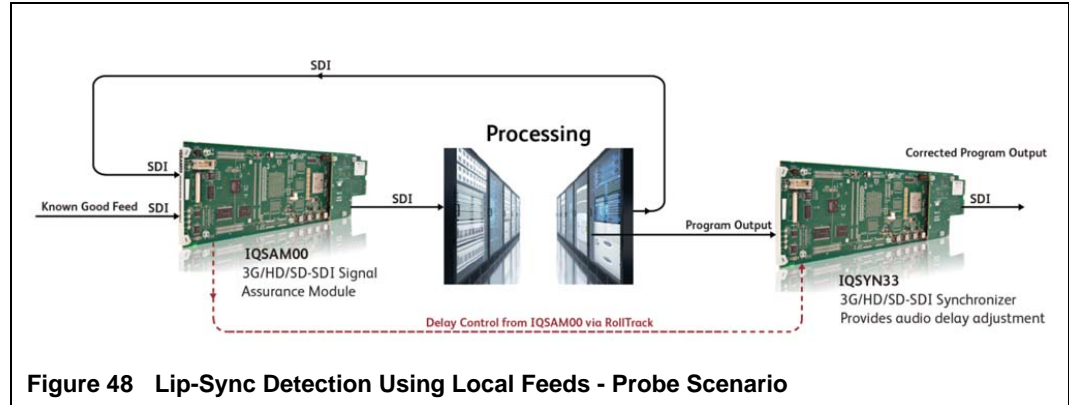 SDI
Processing
SDI
Known Good Feed SDI
SDI
IQSAM00
3G/HD/SD-SDI Signal
Assurance Module
Program Output
Corrected Program Output
SDI
IQSYN33
3G/HD/SD-SDI Synchronizer
Provides audio delay adjustment
Delay Control from IQSAM00 via RollTrack
Figure 48 Lip-Sync Detection Using Local Feeds - Probe Scenario